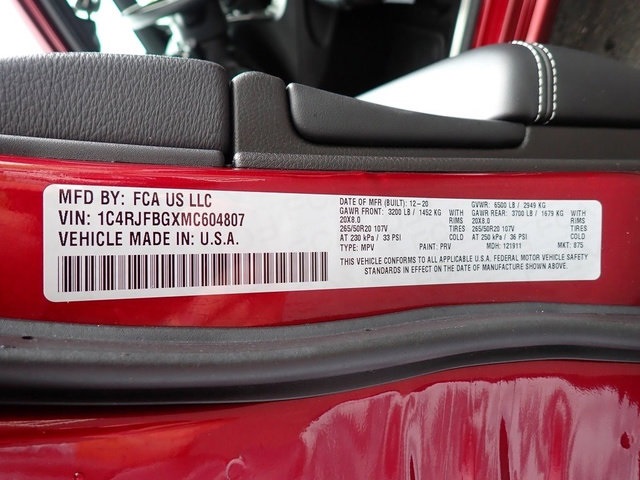 MFD BY: FCA US LLC
VIN: 1C4RJFBGXMC604807
VEHICLE MADE IN: U.S.A.
DATE OF MFR (BUILT): 12-20 GVWR: 6500 LB / 2949 KG
GAWR FRONT: 3200 LB / 1452 KG WITH GAWR REAR: 3700 LB / 1679 KG WITH
20X8.0 RIMS 20X8.0 RIMS
265/50R20 107V TIRES 265/50R20 107V TIRES
AT 230 kPa / 33 PSI COLD AT 250 kPa / 36 PSI COLD
TYPE: MPV PAINT: PRV MDH: 121911 MKT: 875
THIS VEHICLE CONFORMS TO ALL APPLICABLE U.S.A. FEDERAL MOTOR VEHICLE SAFETY
STANDARDS IN EFFECT ON THE DATE OF MANUFACTURE SHOWN ABOVE.